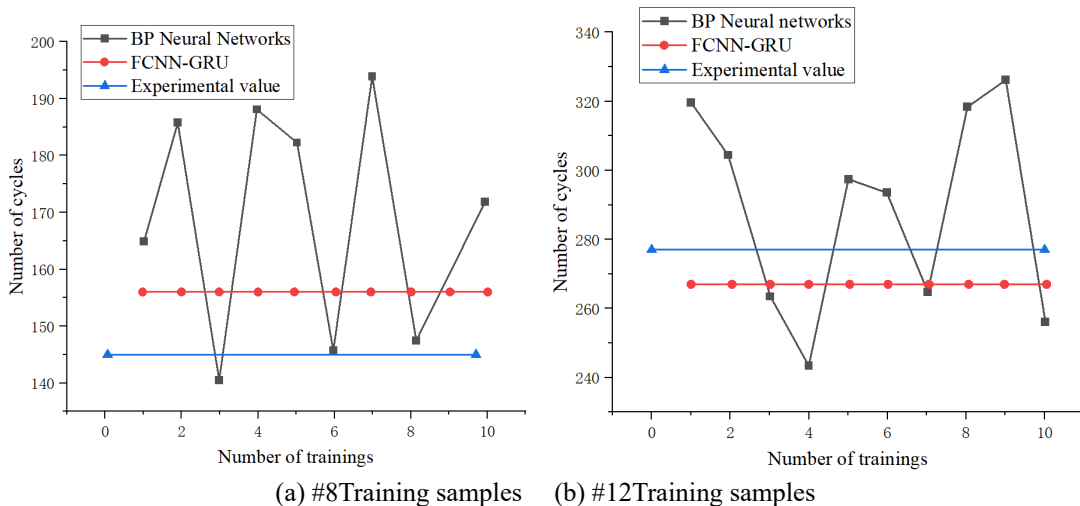 BP Neural Networks
FCNN-GRU
Experimental value
200
190
180
170
160
150
140
Number of cycles
0 2 4 6 8 10
Number of trainings
BP Neural networks
FCNN-GRU
Experimental value
340
320
300
280
260
240
Number of cycles
0 2 4 6 8 10
Number of trainings
(a) #8Training samples (b) #12Training samples